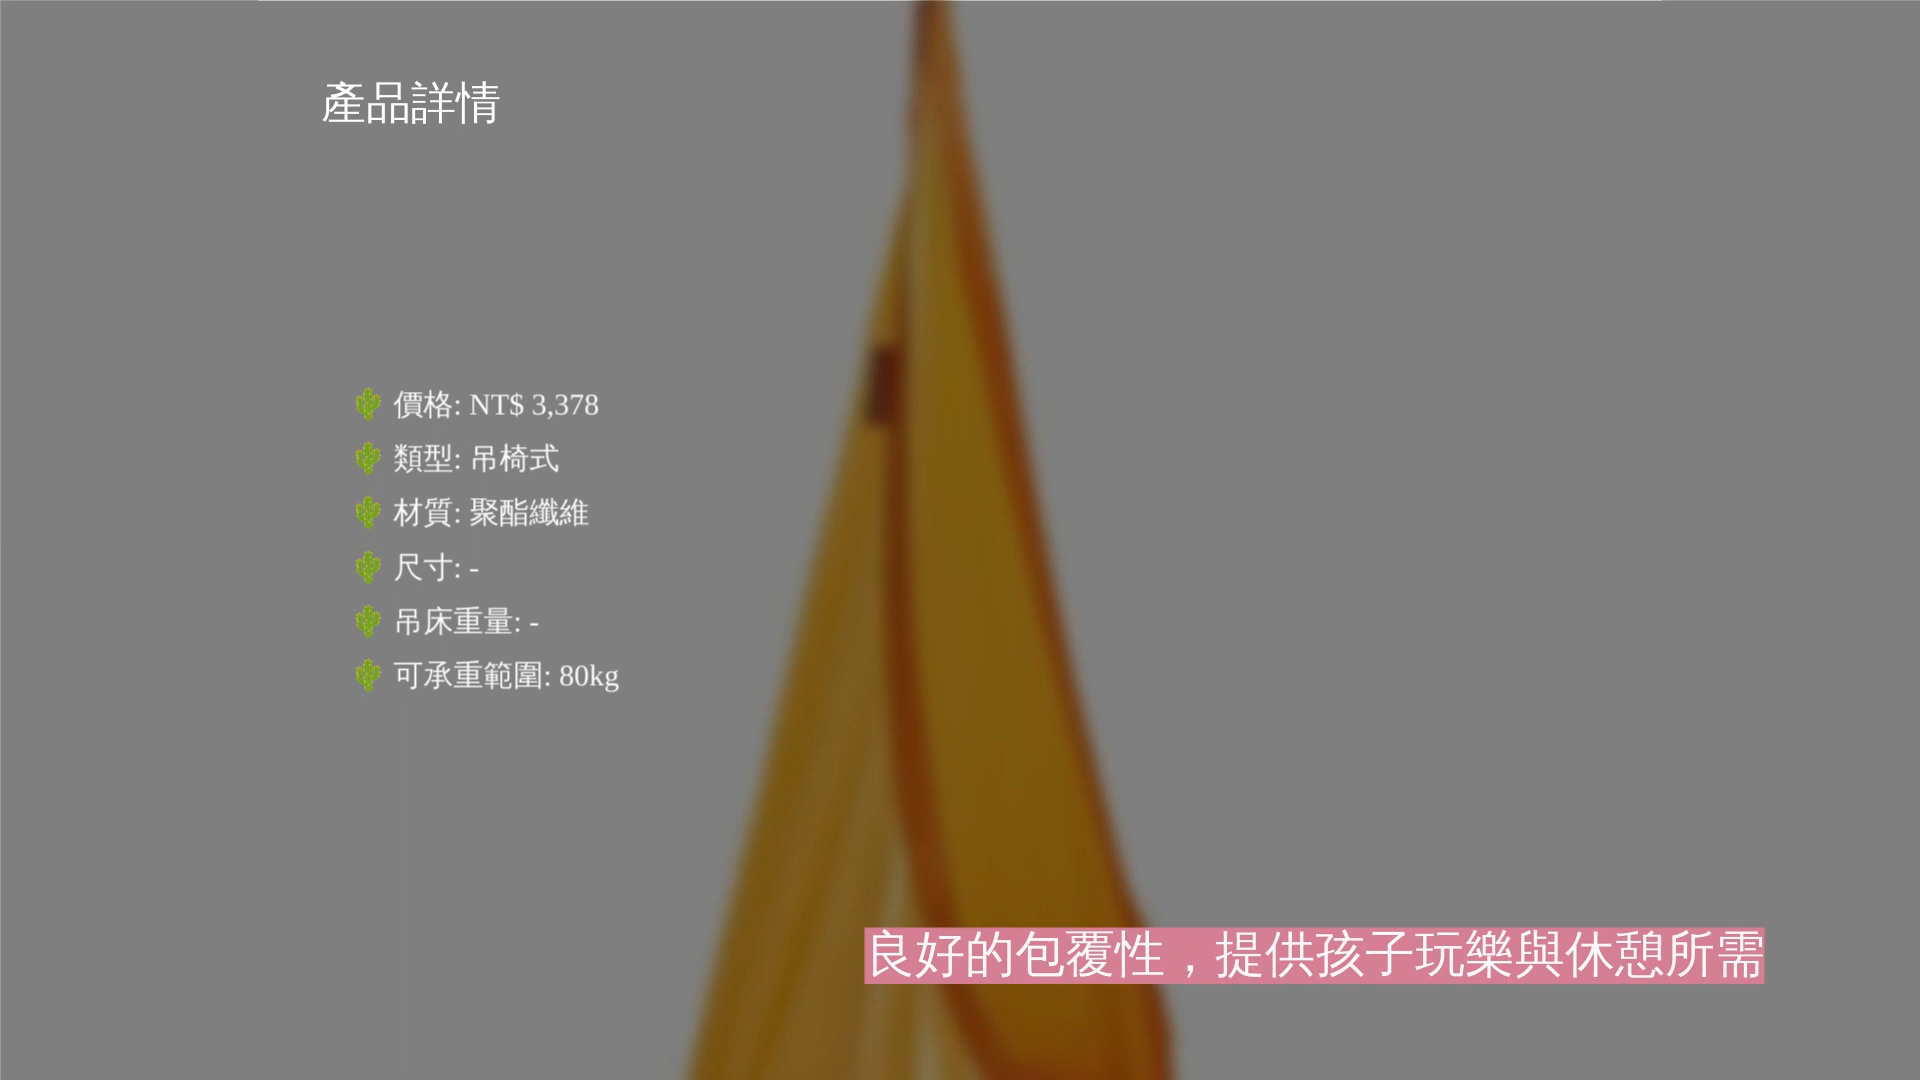 產品詳情
🌵 價格: NT$ 3,378
🌵 類型: 吊椅式
🌵 材質: 聚酯纖維
🌵 尺寸: -
🌵 吊床重量: -
🌵 可承重範圍: 80kg
良好的包覆性，提供孩子玩樂與休憩所需